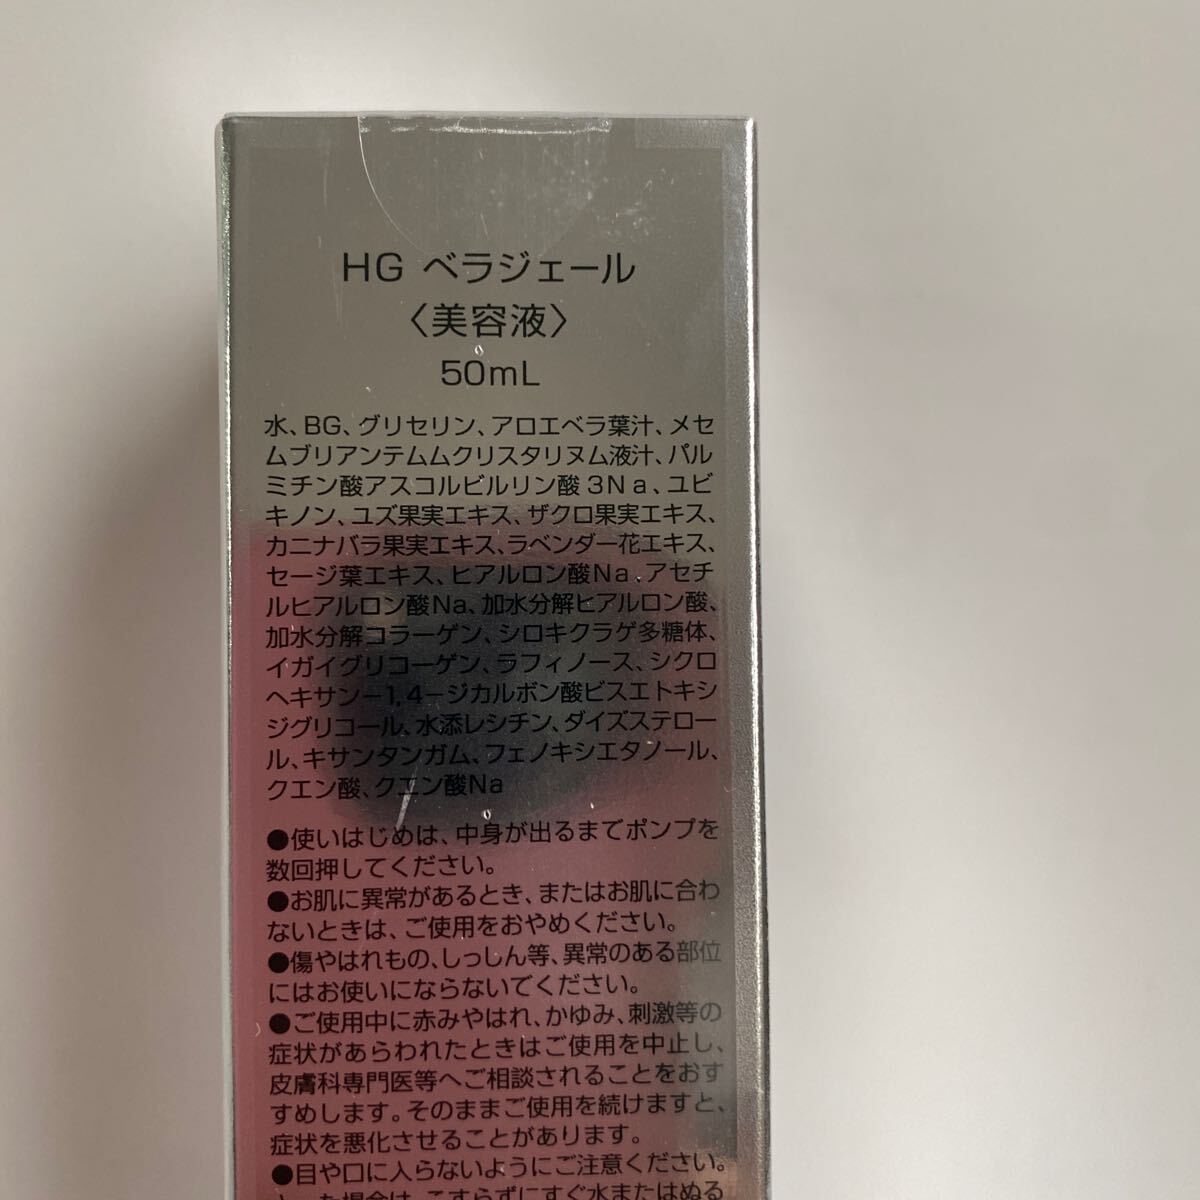 HG ベラジェール
〈美容液〉
50mL
水、BG、グリセリン、アロエベラ葉汁、メセ
ムブリアンテムムクリスタリヌム液汁、パル
ミチン酸アスコルビルリン酸3Na、ユビ
キノン、ユズ果実エキス、ザクロ果実エキス、
カニナバラ果実エキス、ラベンダー花エキス、
セージ葉エキス、ヒアルロン酸Na、アセチ
ルヒアルロン酸Na、加水分解ヒアルロン酸、
加水分解コラーゲン、シロキクラゲ多糖体、
イガイグリコーゲン、ラフィノース、シクロ
ヘキサン-1,4-ジカルボン酸ビスエトキシ
ジグリコール、水添レシチン、ダイズステロー
ル、キサンタンガム、フェノキシエタノール、
クエン酸、クエン酸Na
●使いはじめは、中身が出るまでポンプを
数回押してください。
●お肌に異常があるとき、またはお肌に合わ
ないときは、ご使用をおやめください。
●傷やはれもの、しっしん等、異常のある部位
にはお使いにならないでください。
●ご使用中に赤みやはれ、かゆみ、刺激等の
症状があらわれたときはご使用を中止し、
皮膚科専門医等へご相談されることをおす
すめします。そのままご使用を続けますと、
症状を悪化させることがあります。
●目や口に入らないようにご注意ください。
入った場合は、こすらずにすぐ水またはぬる